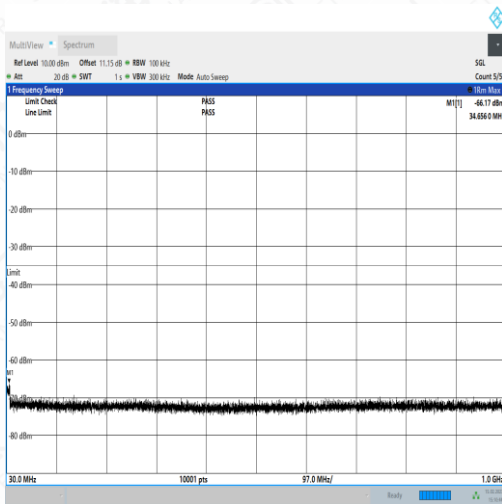 MultiView Spectrum
Ref Level 10.00 dBm Offset 11.15 dB RBW 100 kHz SGL
Att 20 dB SWT 1 s VBW 300 kHz Mode Auto Sweep Count 5/5
1 Frequency Sweep 1Rm Max
Limit Check PASS M1[1] -66.17 dBm
Line Limit PASS 34.6560 MH
0 dBm
-10 dBm
-20 dBm
-30 dBm
Limit
-40 dBm
-50 dBm
-60 dBm
M1
-70 dBm
-80 dBm
30.0 MHz 10001 pts 97.0 MHz/ 1.0 GHz
Ready